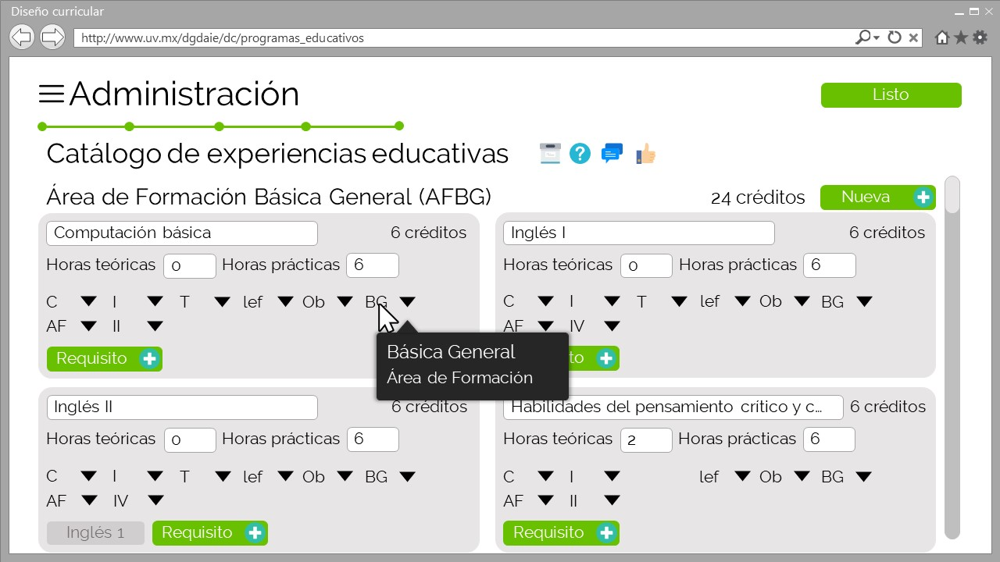 Diseño curricular
http://www.uv.mx/dgdaie/dc/programas_educativos
Administración
Listo
Catálogo de experiencias educativas
Área de Formación Básica General (AFBG)
24 créditos
Nueva
Computación básica
6 créditos
Horas teóricas 0 Horas prácticas 6
C I T lef Ob BG
AF II
Requisito
Inglés I
6 créditos
Horas teóricas 0 Horas prácticas 6
C I T lef Ob BG
AF IV
Básica General
Área de Formación
Inglés II
6 créditos
Horas teóricas 0 Horas prácticas 6
C I T lef Ob BG
AF IV
Inglés 1 Requisito
Habilidades del pensamiento crítico y c...
6 créditos
Horas teóricas 2 Horas prácticas 6
C I lef Ob BG
AF II
Requisito